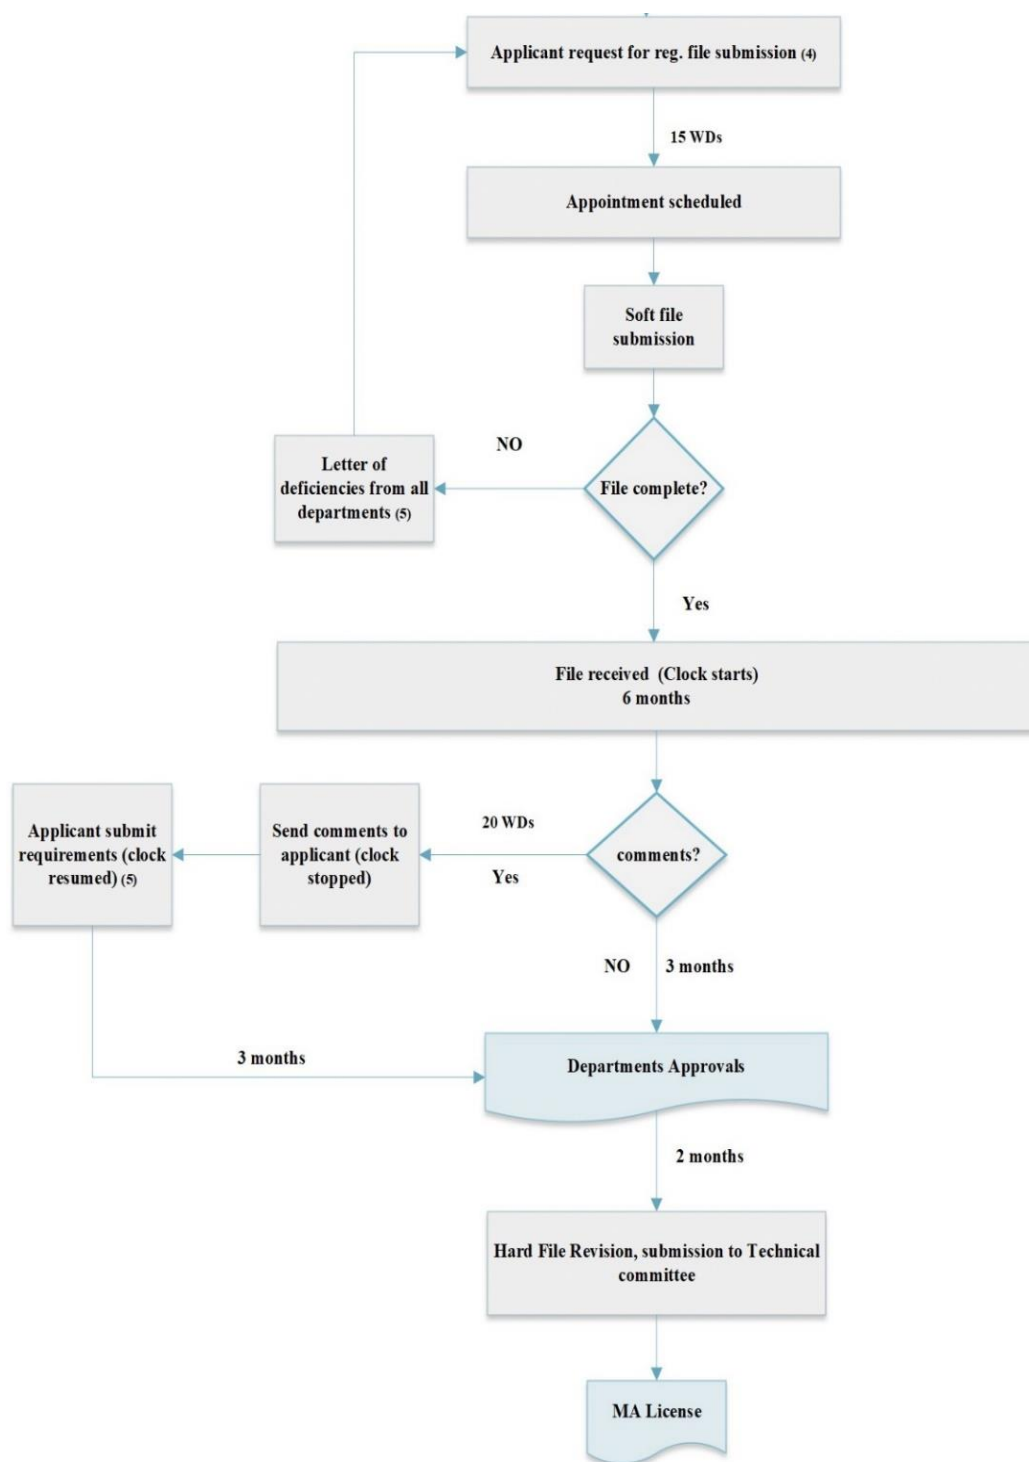 Applicant request for reg. file submission (4)
15 WDs
Appointment scheduled
Soft file
submission
File complete?
NO
Letter of
deficiencies from all
departments (5)
Yes
File received (Clock starts)
6 months
comments?
20 WDs
Yes
Send comments to
applicant (clock
stopped)
Applicant submit
requirements (clock
resumed) (5)
NO
3 months
3 months
Departments Approvals
2 months
Hard File Revision, submission to Technical
committee
MA License